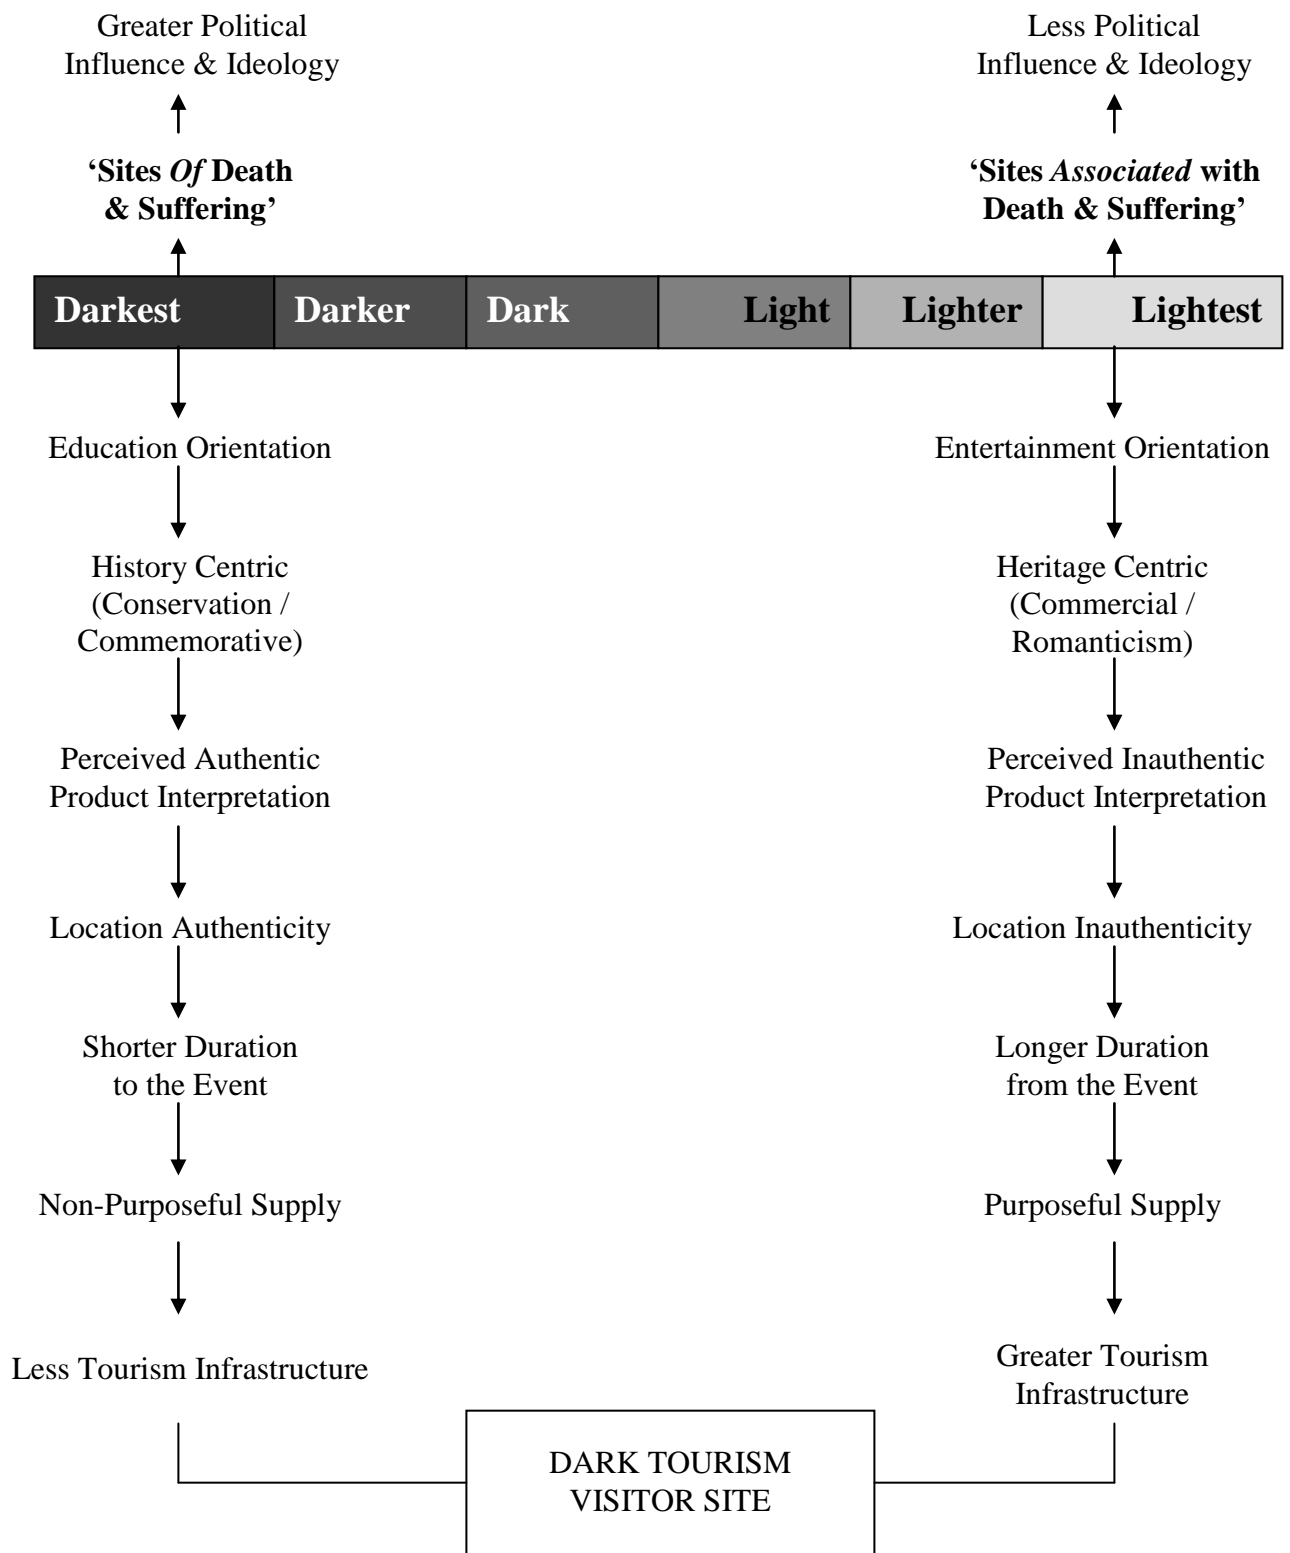 Greater Political
Influence & Ideology
Less Political
Influence & Ideology
‘Sites Of Death
& Suffering’
‘Sites Associated with
Death & Suffering’
Darkest Darker Dark Light Lighter Lightest
Education Orientation
Entertainment Orientation
History Centric
(Conservation /
Commemorative)
Heritage Centric
(Commercial /
Romanticism)
Perceived Authentic
Product Interpretation
Perceived Inauthentic
Product Interpretation
Location Authenticity
Location Inauthenticity
Shorter Duration
to the Event
Longer Duration
from the Event
Non-Purposeful Supply
Purposeful Supply
Less Tourism Infrastructure
Greater Tourism
Infrastructure
DARK TOURISM
VISITOR SITE